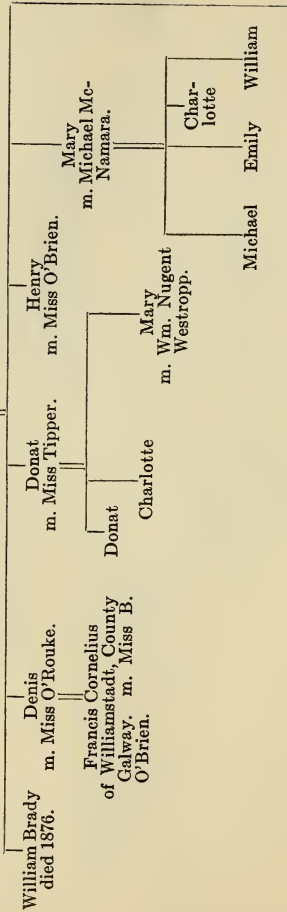 William Brady
died 1876.
Denis
m. Miss O'Rouke.
Francis Cornelius
of Williamstadt, County
Galway. m. Miss B.
O'Brien.
Donat
m. Miss Tipper.
Donat
Charlotte
Mary
m. Wm. Nugent
Westropp.
Henry
m. Miss O'Brien.
Mary
m. Michael Mc-
Namara.
Michael
Emily
Char-
lotte
William